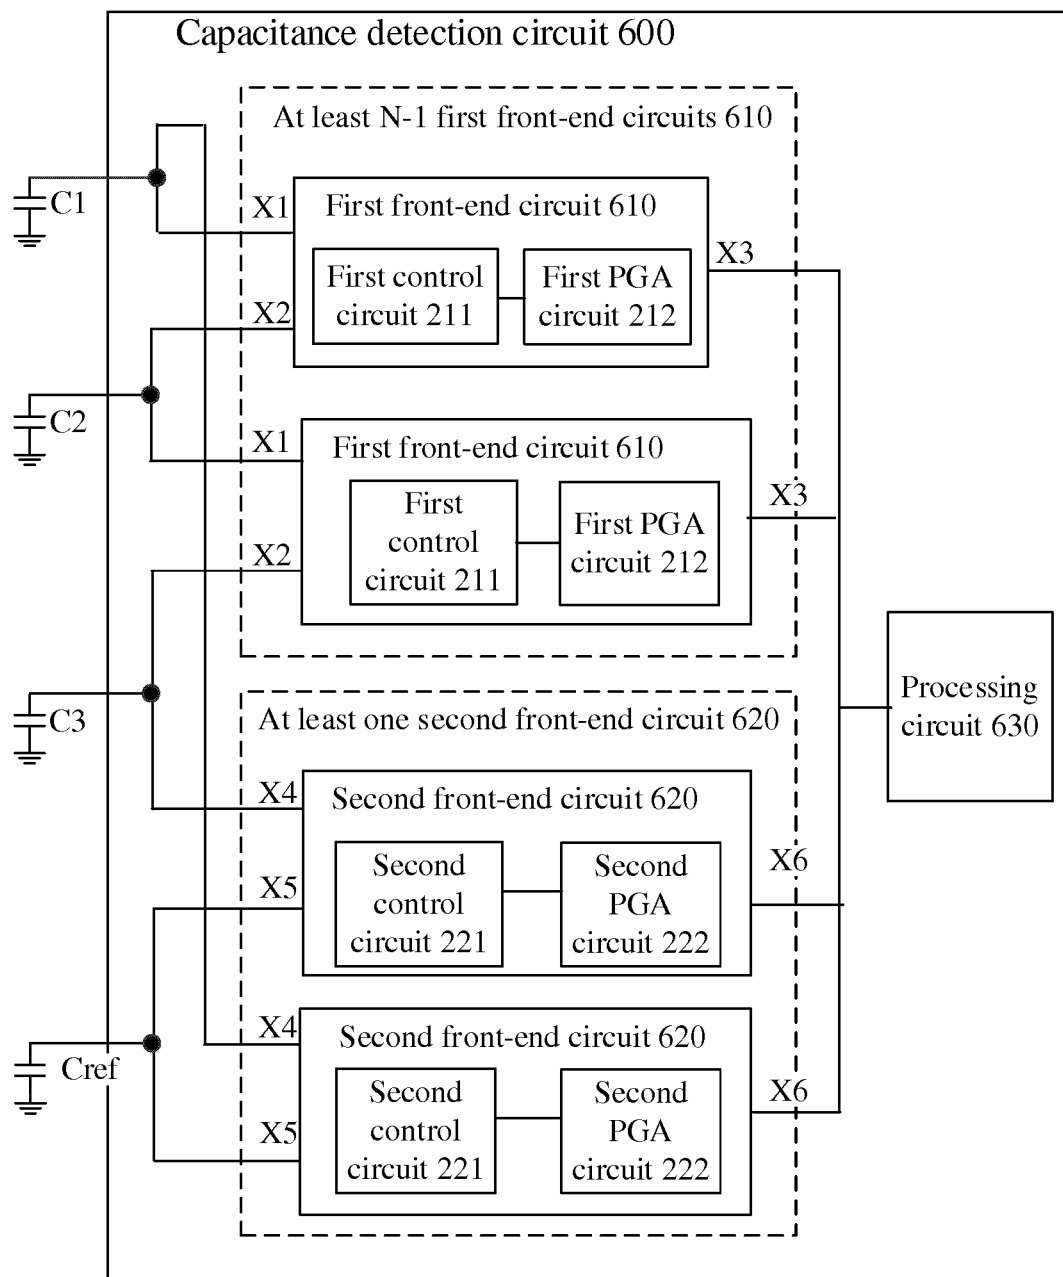 Capacitance detection circuit 600
At least N-1 first front-end circuits 610
C1
X1
First front-end circuit 610
X3
First control
circuit 211
First PGA
circuit 212
X2
C2
X1
First front-end circuit 610
X3
First
control
circuit 211
First PGA
circuit 212
X2
C3
Processing
circuit 630
At least one second front-end circuit 620
X4
Second front-end circuit 620
X6
Second
control
circuit 221
Second
PGA
circuit 222
X5
Cref
X4
Second front-end circuit 620
X6
Second
control
circuit 221
Second
PGA
circuit 222
X5